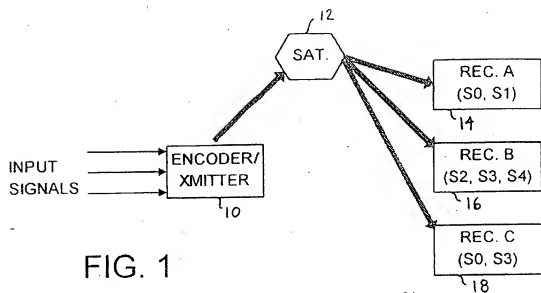 12
SAT.
REC. A
(S0, S1)
14
INPUT
SIGNALS
ENCODER/
XMITTER
10
REC. B
(S2, S3, S4)
16
REC. C
(S0, S3)
18
FIG. 1